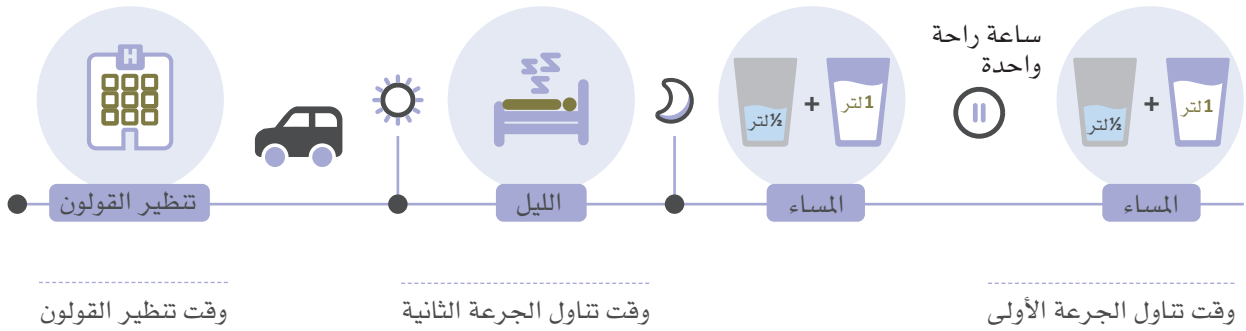 ساعة راحة
واحدة
1لتر
+
½لتر
1لتر
+
½لتر
H
المساء
المساء
الليل
تنظير القولون
وقت تناول الجرعة الأولى
وقت تناول الجرعة الثانية
وقت تنظير القولون